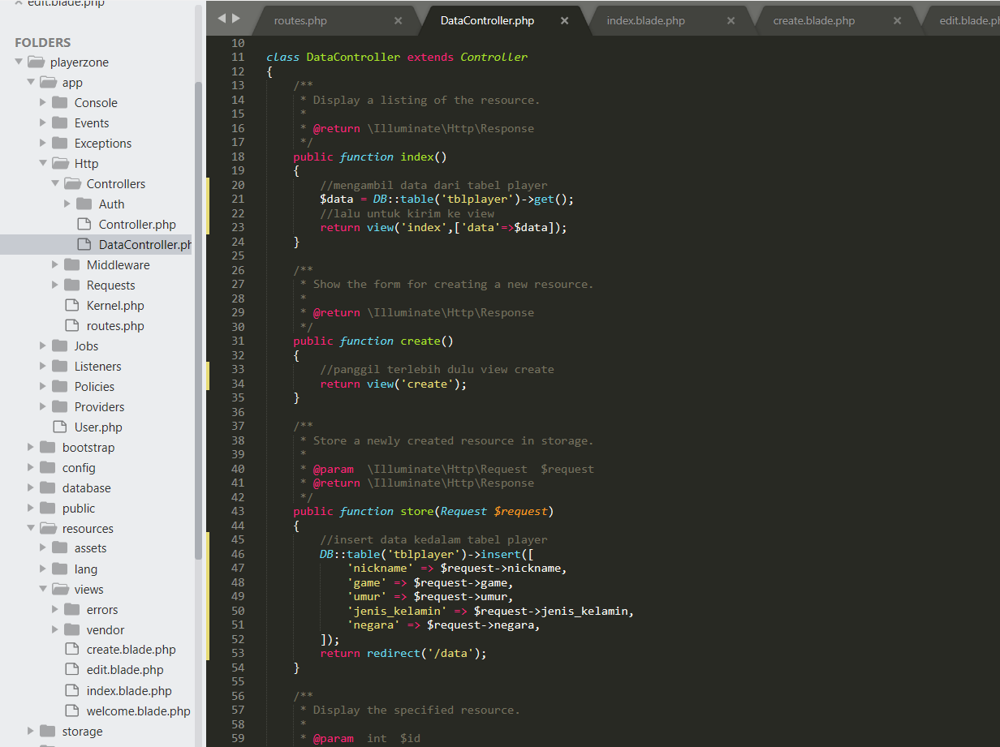 edit.blade.php
FOLDERS
playerzone
app
Console
Events
Exceptions
Http
Controllers
Auth
Controller.php
DataController.ph
Middleware
Requests
Kernel.php
routes.php
Jobs
Listeners
Policies
Providers
User.php
bootstrap
config
database
public
resources
assets
lang
views
errors
vendor
create.blade.php
edit.blade.php
index.blade.php
welcome.blade.php
storage
routes.php × DataController.php × index.blade.php × create.blade.php × edit.blade.ph
10
11 class DataController extends Controller
12 {
13     /**
14      * Display a listing of the resource.
15      *
16      * @return \Illuminate\Http\Response
17      */
18     public function index()
19     {
20         //mengambil data dari tabel player
21         $data = DB::table('tblplayer')->get();
22         //lalu untuk kirim ke view
23         return view('index',['data'=>$data]);
24     }
25
26     /**
27      * Show the form for creating a new resource.
28      *
29      * @return \Illuminate\Http\Response
30      */
31     public function create()
32     {
33         //panggil terlebih dulu view create
34         return view('create');
35     }
36
37     /**
38      * Store a newly created resource in storage.
39      *
40      * @param  \Illuminate\Http\Request  $request
41      * @return \Illuminate\Http\Response
42      */
43     public function store(Request $request)
44     {
45         //insert data kedalam tabel player
46         DB::table('tblplayer')->insert([
47             'nickname' => $request->nickname,
48             'game' => $request->game,
49             'umur' => $request->umur,
50             'jenis_kelamin' => $request->jenis_kelamin,
51             'negara' => $request->negara,
52         ]);
53         return redirect('/data');
54     }
55
56     /**
57      * Display the specified resource.
58      *
59      * @param  int  $id